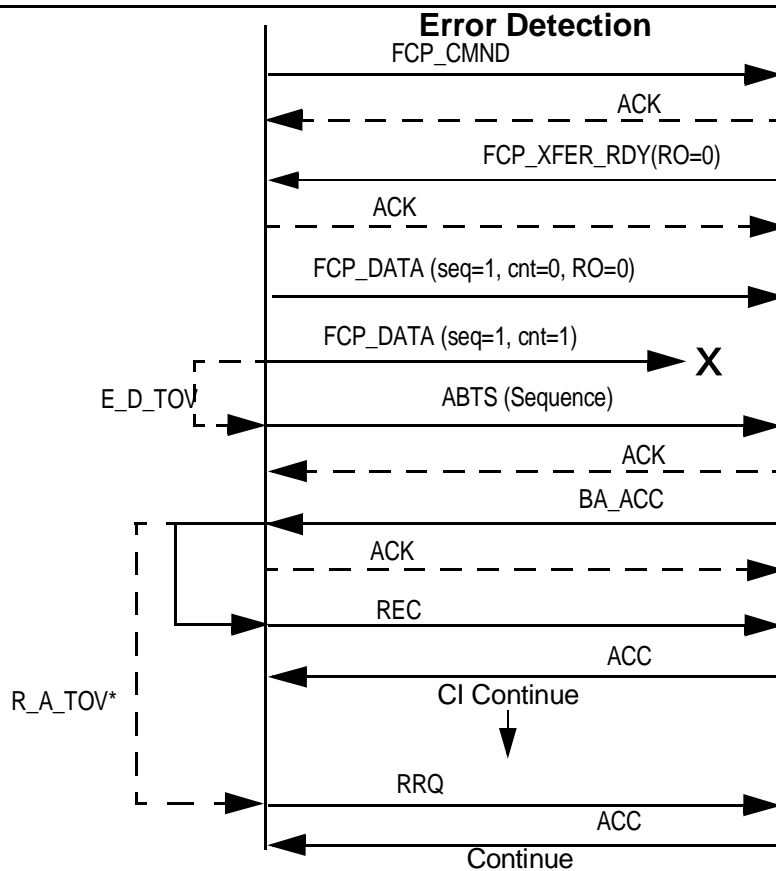 Error Detection
FCP_CMND
ACK
FCP_XFER_RDY(RO=0)
ACK
FCP_DATA (seq=1, cnt=0, RO=0)
FCP_DATA (seq=1, cnt=1)
X
E_D_TOV
ABTS (Sequence)
ACK
BA_ACC
ACK
REC
ACC
R_A_TOV*
CI Continue
RRQ
ACC
Continue